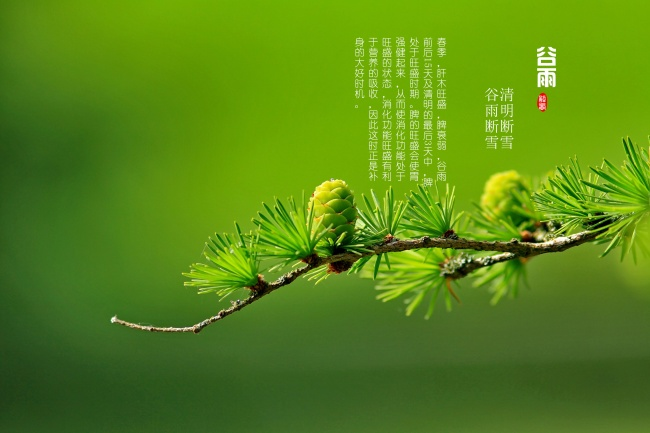 谷雨
清明断雪
谷雨断雪
春季，肝木旺盛，脾衰弱，谷雨
前后15天及清明的最后3天中，脾
处于旺盛时期。脾的旺盛会使胃
强健起来，从而使消化功能处于
旺盛的状态，消化功能旺盛有利
于营养的吸收，因此这时正是补
身的大好时机。